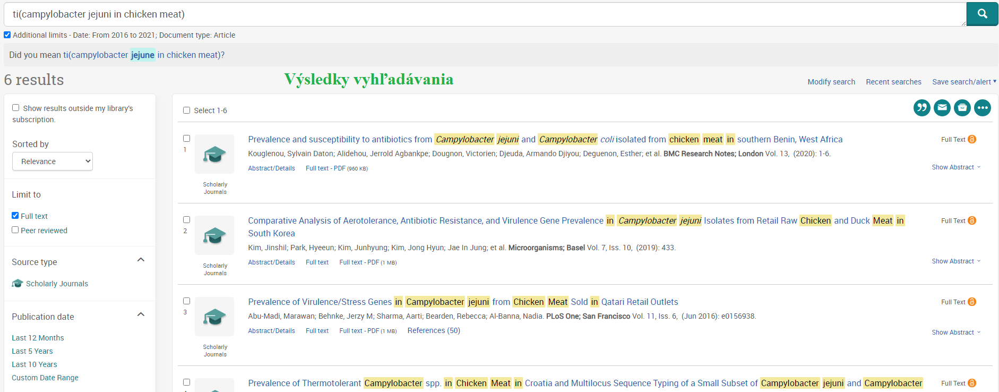 ti(campylobacter jejuni in chicken meat)
Additional limits - Date: From 2016 to 2021; Document type: Article
Did you mean ti(campylobacter jejune in chicken meat)?
6 results
Výsledky vyhľadávania
Modify search Recent searches Save search/alert
Show results outside my library's
subscription.
Sorted by
Relevance
Limit to
Full text
Peer reviewed
Source type
Scholarly Journals
Publication date
Last 12 Months
Last 5 Years
Last 10 Years
Custom Date Range
Select 1-6
1
Scholarly
Journals
Prevalence and susceptibility to antibiotics from Campylobacter jejuni and Campylobacter coli isolated from chicken meat in southern Benin, West Africa
Kouglenou, Sylvain Daton; Alidehou, Jerrold Agbankpe; Dougnon, Victorien; Djeuda, Armando Djiyou; Deguenon, Esther; et al. BMC Research Notes; London Vol. 13, (2020): 1-6.
Abstract/Details Full text - PDF (960 KB)
Full Text
Show Abstract
2
Scholarly
Journals
Comparative Analysis of Aerotolerance, Antibiotic Resistance, and Virulence Gene Prevalence in Campylobacter jejuni Isolates from Retail Raw Chicken and Duck Meat in
South Korea
Kim, Jinshil; Park, Hyeeun; Kim, Junhyung; Kim, Jong Hyun; Jae In Jung; et al. Microorganisms; Basel Vol. 7, Iss. 10, (2019): 433.
Abstract/Details Full text Full text - PDF (1 MB)
Full Text
Show Abstract
3
Scholarly
Journals
Prevalence of Virulence/Stress Genes in Campylobacter jejuni from Chicken Meat Sold in Qatari Retail Outlets
Abu-Madi, Marawan; Behnke, Jerzy M; Sharma, Aarti; Bearden, Rebecca; Al-Banna, Nadia. PLoS One; San Francisco Vol. 11, Iss. 6, (Jun 2016): e0156938.
Abstract/Details Full text Full text - PDF (1 MB) References (50)
Full Text
Show Abstract
Prevalence of Thermotolerant Campylobacter spp. in Chicken Meat in Croatia and Multilocus Sequence Typing of a Small Subset of Campylobacter jejuni and Campylobacter
Full Text